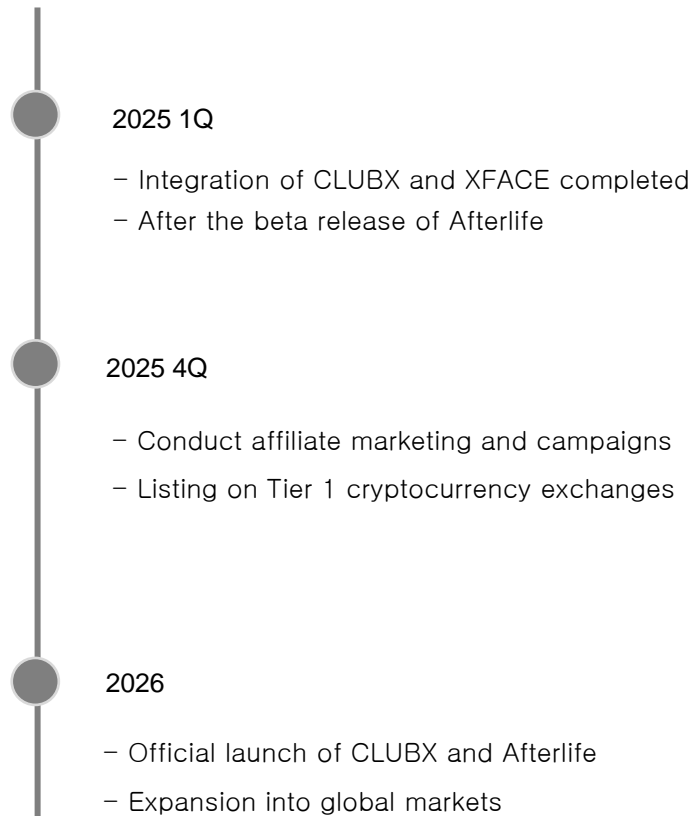 2025 1Q
- Integration of CLUBX and XFACE completed
- After the beta release of Afterlife
2025 4Q
- Conduct affiliate marketing and campaigns
- Listing on Tier 1 cryptocurrency exchanges
2026
- Official launch of CLUBX and Afterlife
- Expansion into global markets